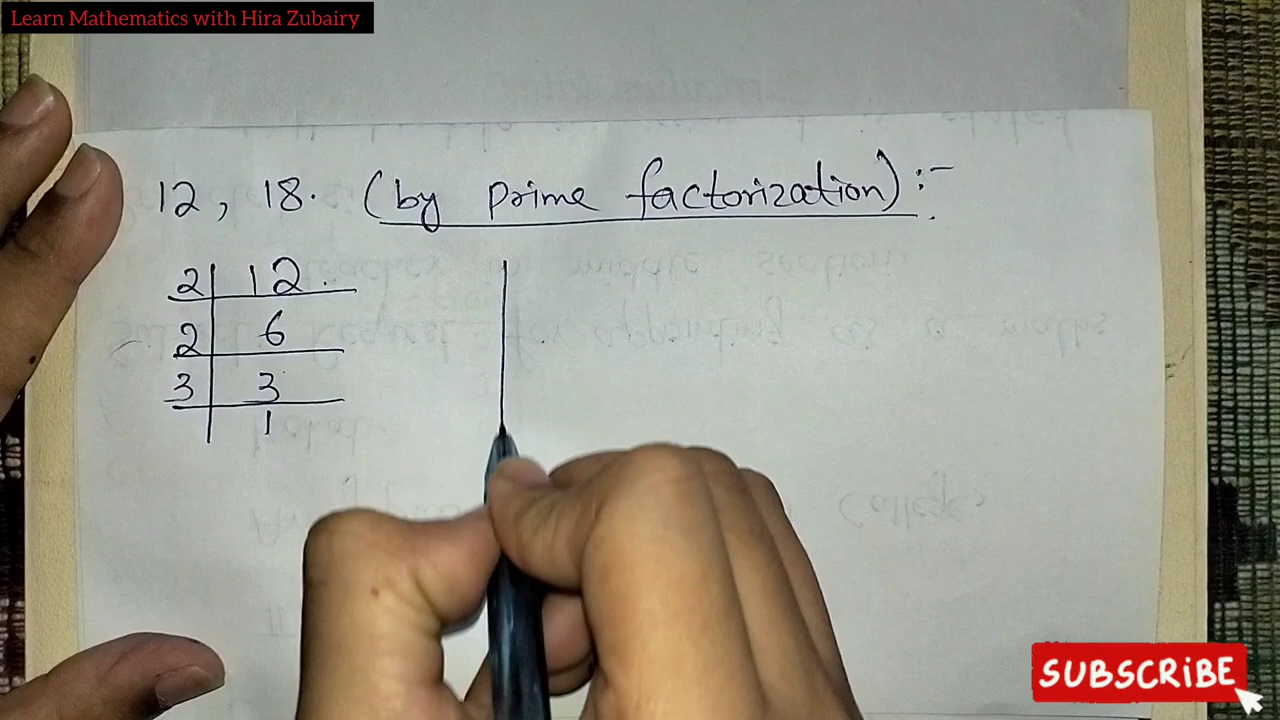 Learn Mathematics with Hira Zubairy
12, 18. (by prime factorization) :-
2 | 12
2 | 6
3 | 3
| 1
SUBSCRIBE